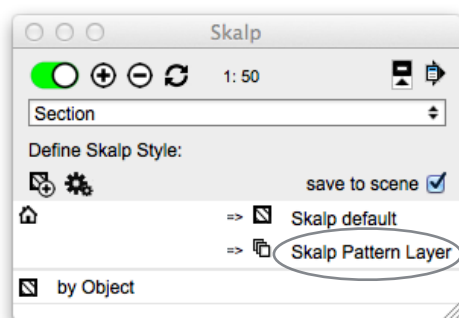 Skalp
1: 50
Section
Define Skalp Style:
save to scene
=> Skalp default
=> Skalp Pattern Layer
by Object